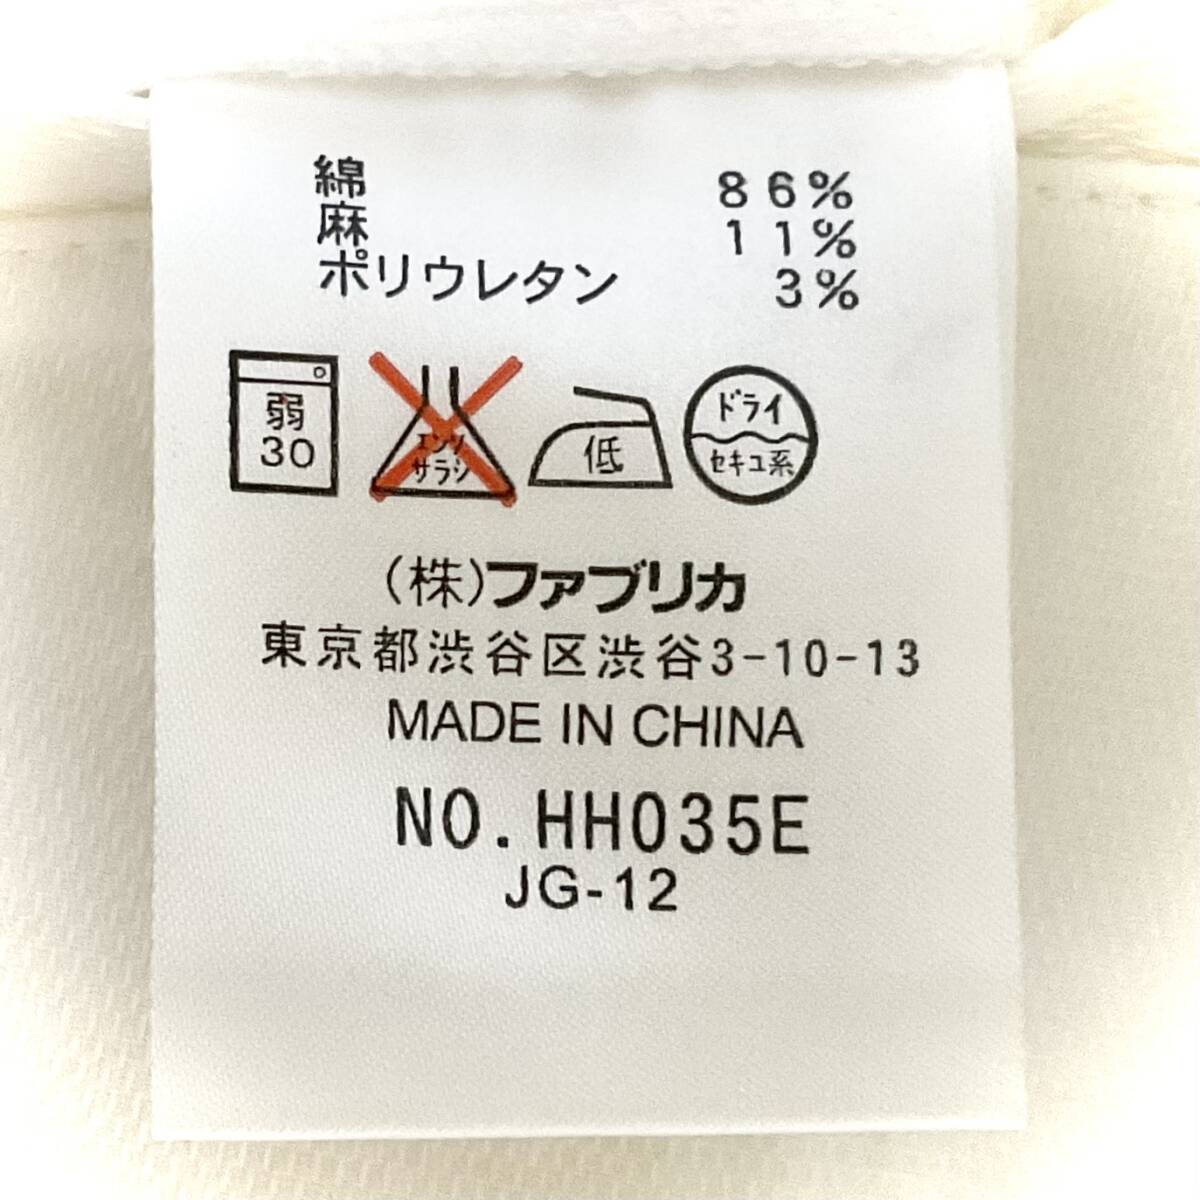 綿 86%
麻 11%
ポリウレタン 3%
弱 エンソ 低 ドライ
30 サラシ セキユ系
(株)ファブリカ
東京都渋谷区渋谷3-10-13
MADE IN CHINA
NO.HH035E
JG-12